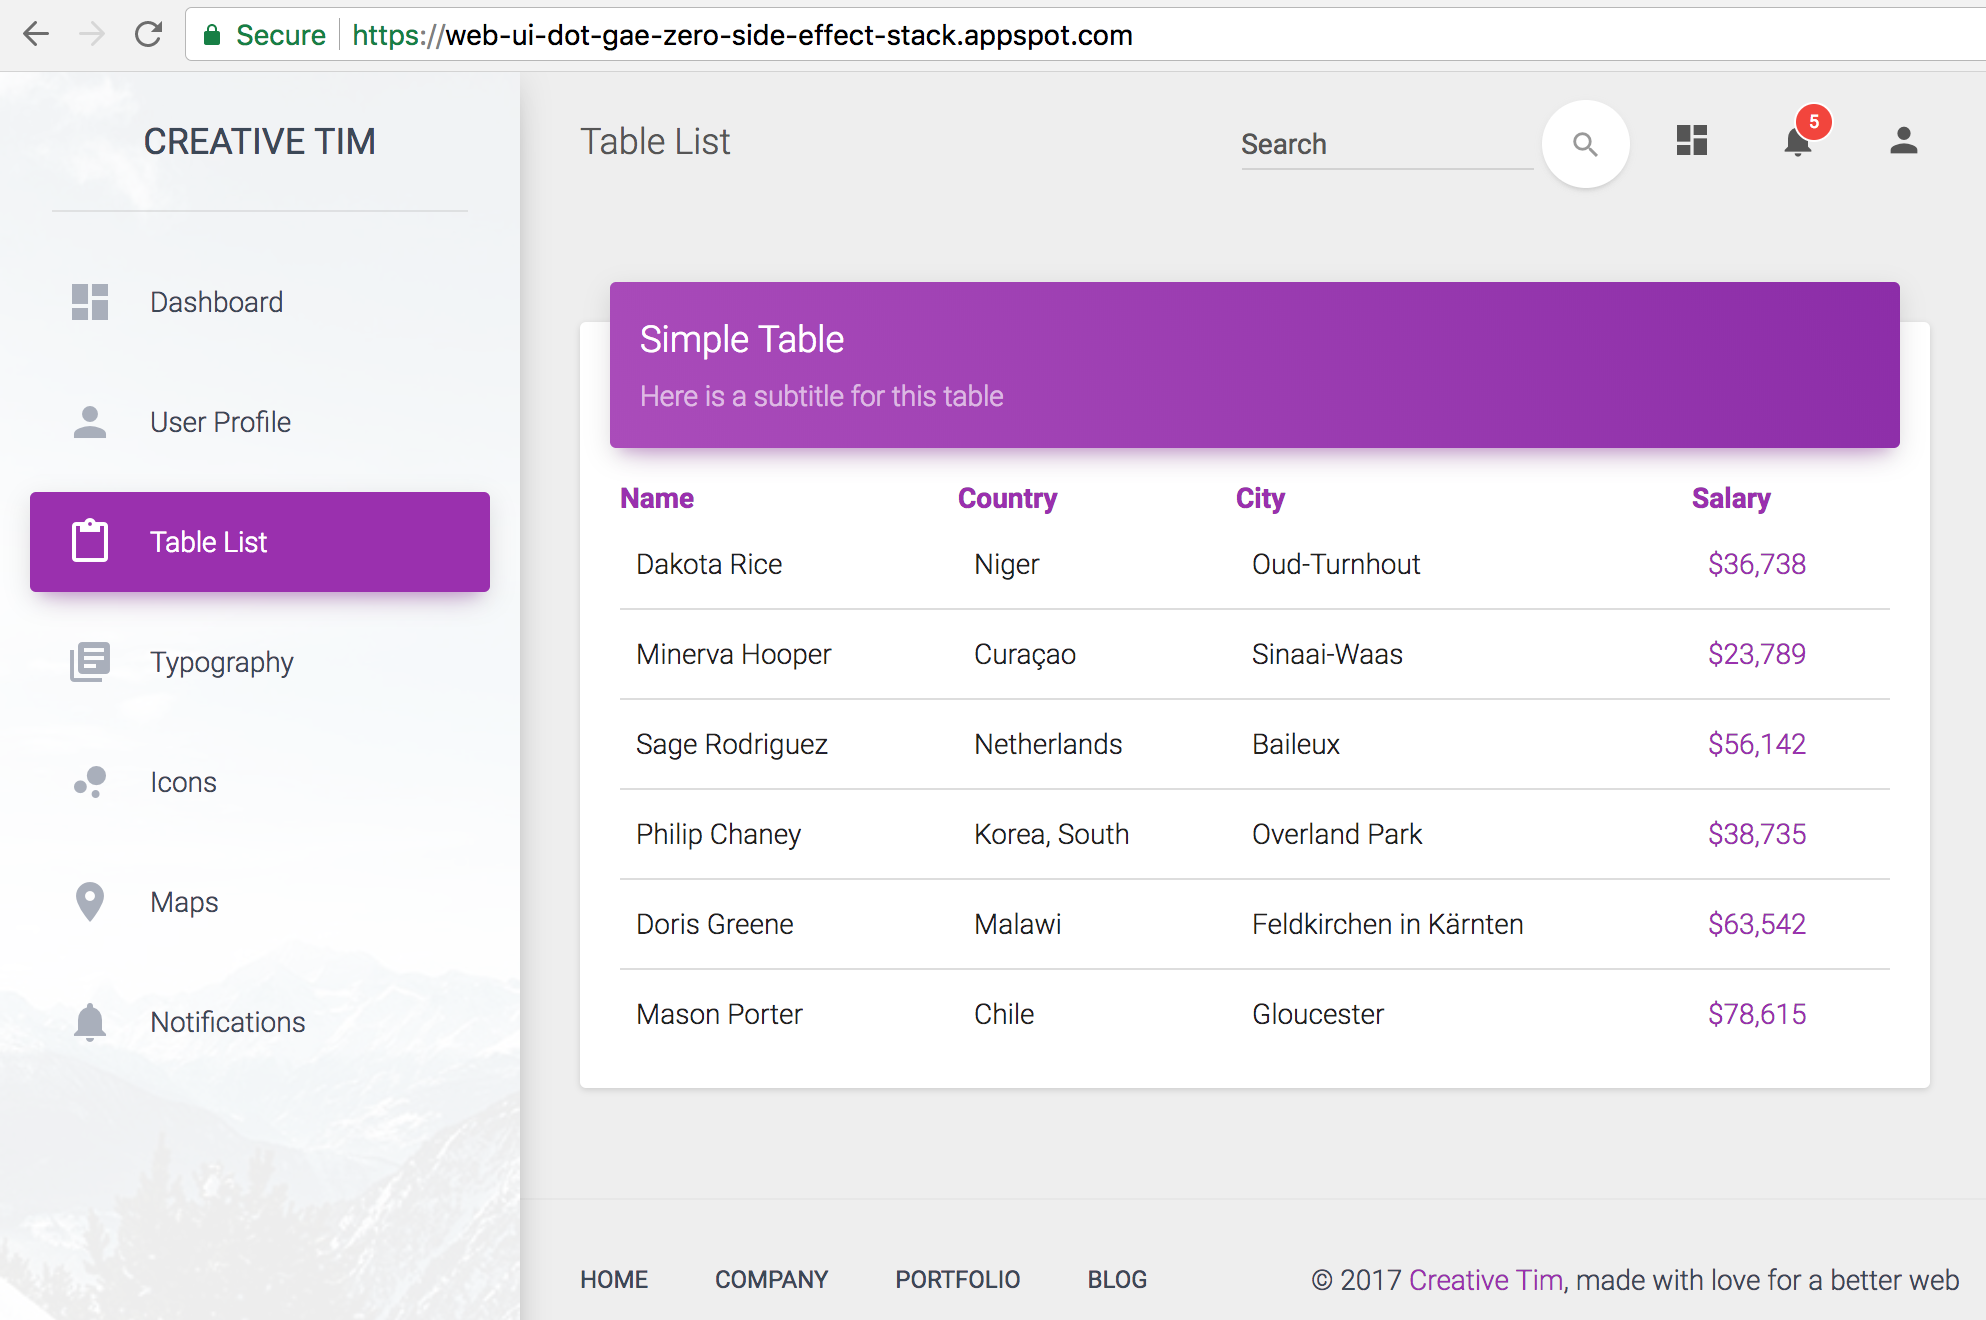 Secure https://web-ui-dot-gae-zero-side-effect-stack.appspot.com
CREATIVE TIM
Dashboard
User Profile
Table List
Typography
Icons
Maps
Notifications
Table List
Search
5
Simple Table
Here is a subtitle for this table
Name Country City Salary
Dakota Rice Niger Oud-Turnhout $36,738
Minerva Hooper Curaçao Sinaai-Waas $23,789
Sage Rodriguez Netherlands Baileux $56,142
Philip Chaney Korea, South Overland Park $38,735
Doris Greene Malawi Feldkirchen in Kärnten $63,542
Mason Porter Chile Gloucester $78,615
HOME COMPANY PORTFOLIO BLOG © 2017 Creative Tim, made with love for a better web